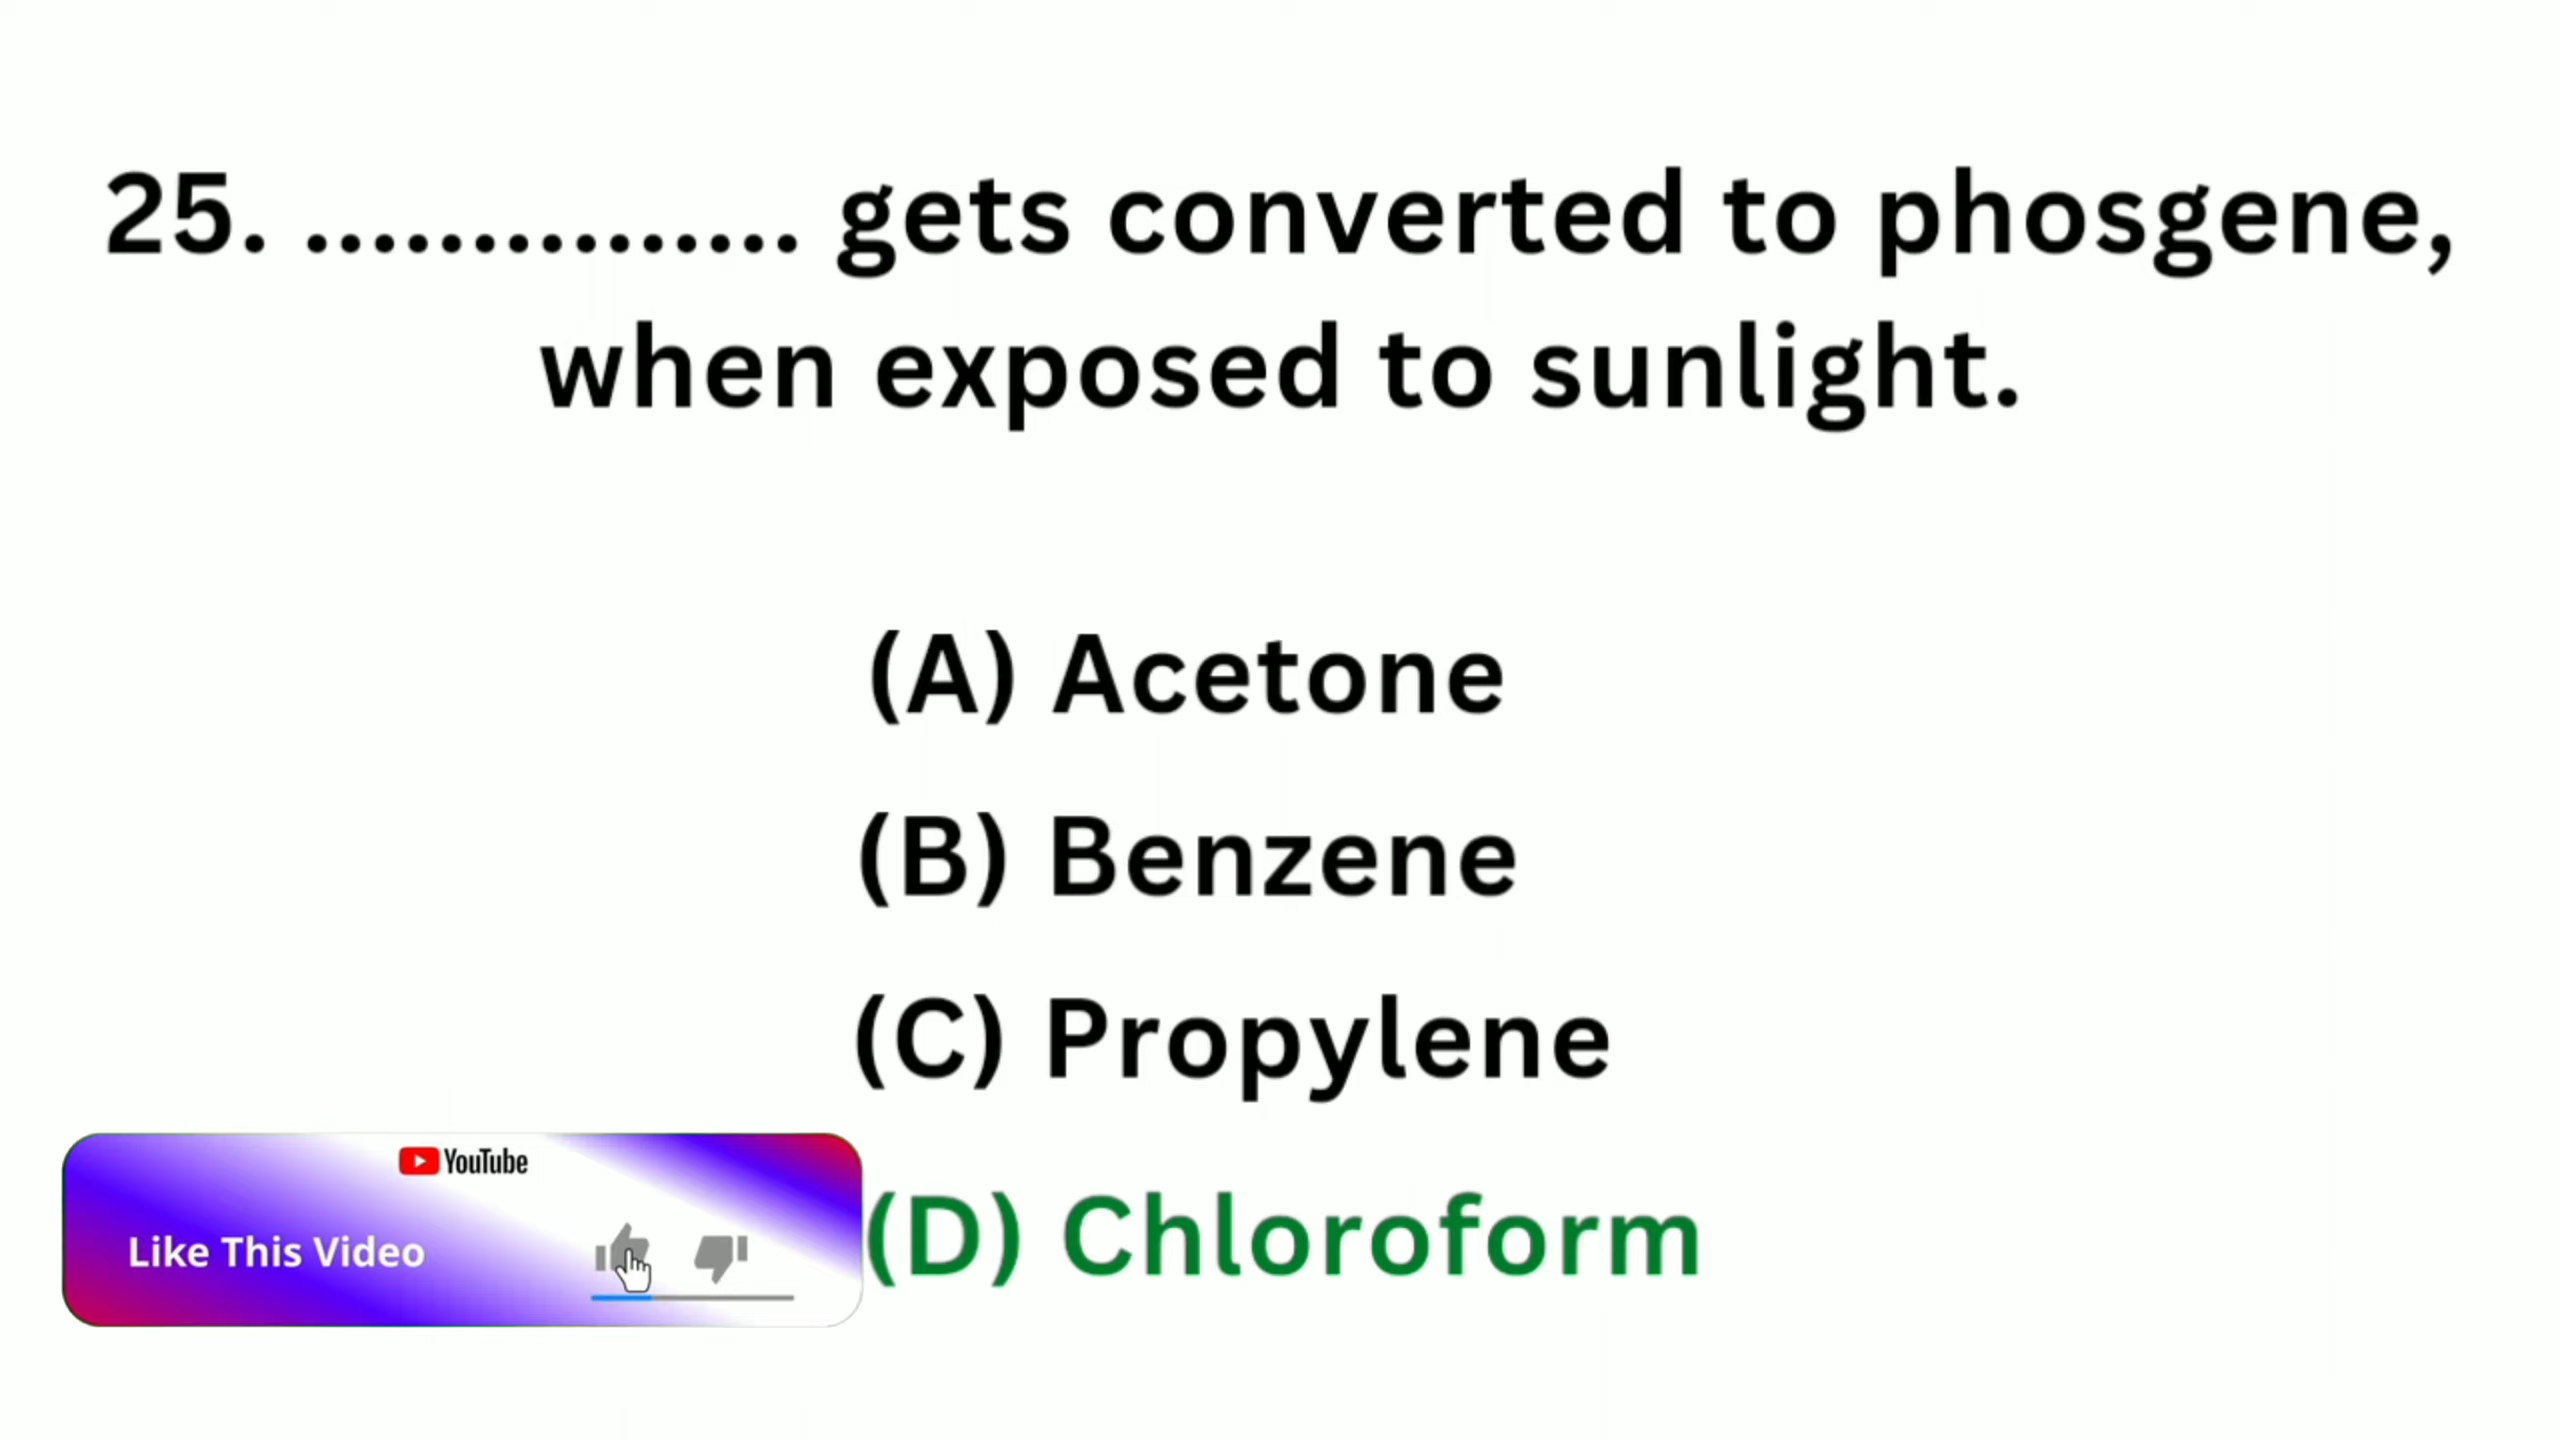 25. ............... gets converted to phosgene,
when exposed to sunlight.
(A) Acetone
(B) Benzene
(C) Propylene
(D) Chloroform
YouTube
Like This Video